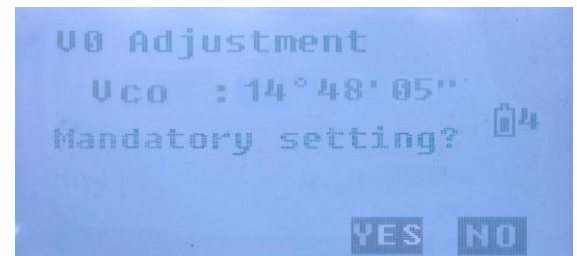 V0 Adjustment
Vco : 14°48'05"
4
Mandatory setting?
YES NO